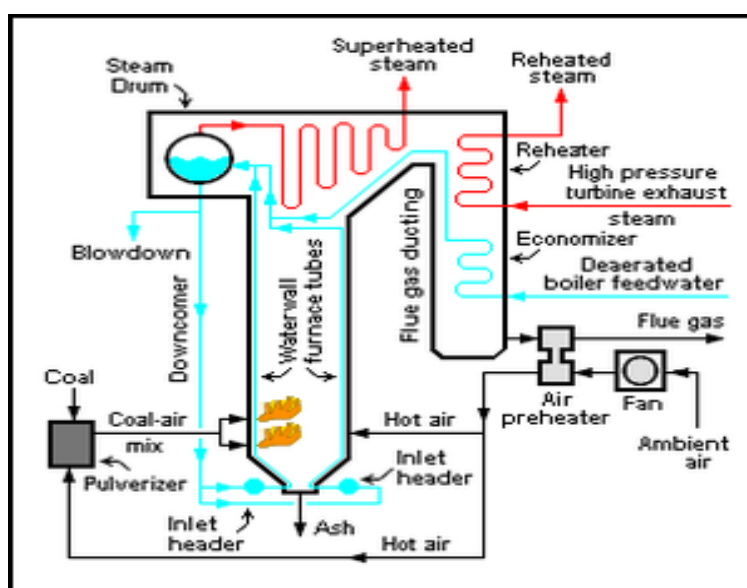 Superheated
steam
Reheated
steam
Steam
Drum
Reheater
High pressure
turbine exhaust
steam
Economizer
Deaerated
boiler feedwater
Blowdown
Downcomer
Waterwall
furnace tubes
Flue gas ducting
Flue gas
Coal
Coal-air
mix
Hot air
Air
preheater
Fan
Ambient
air
Pulverizer
Inlet
header
Inlet
header
Ash
Hot air